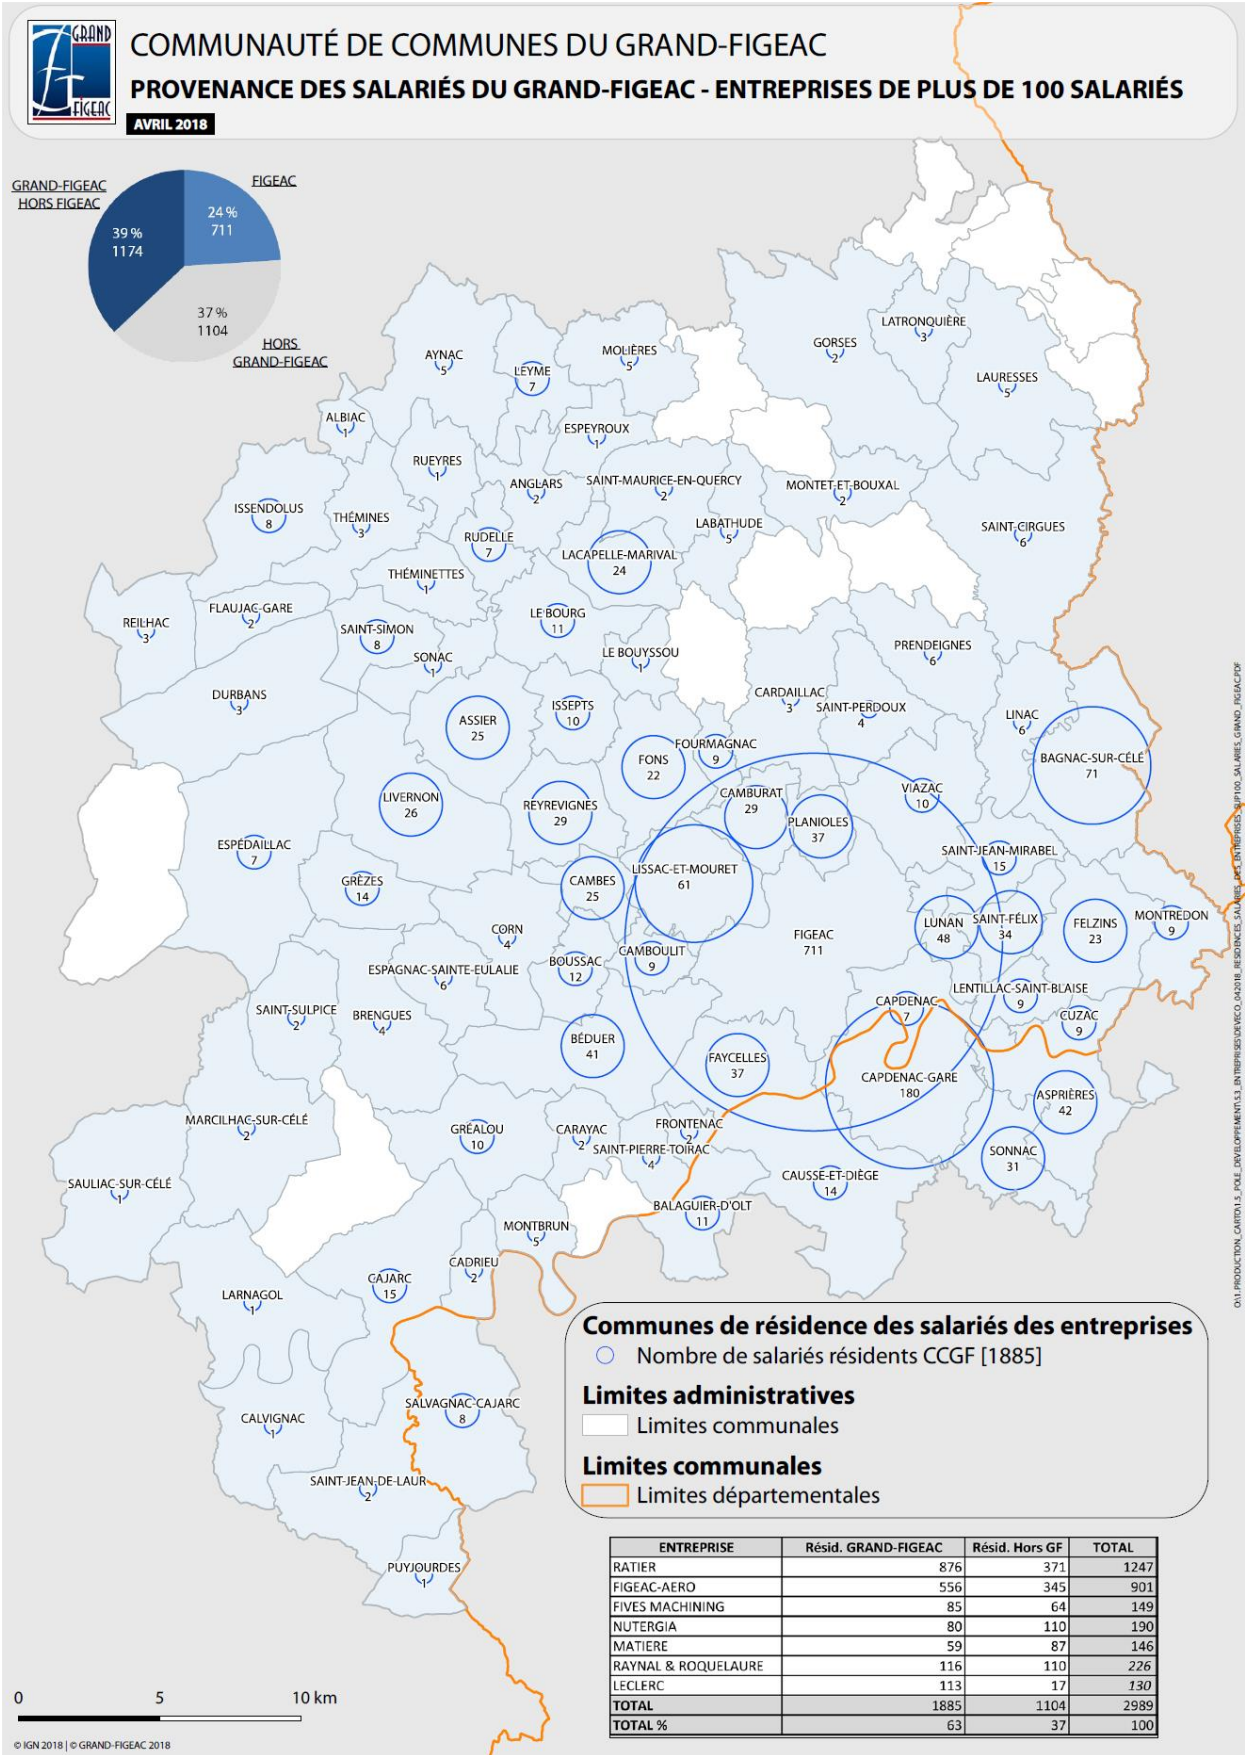 GRAND
FIGEAC
COMMUNAUTÉ DE COMMUNES DU GRAND-FIGEAC
PROVENANCE DES SALARIÉS DU GRAND-FIGEAC - ENTREPRISES DE PLUS DE 100 SALARIÉS
AVRIL 2018
GRAND-FIGEAC
HORS FIGEAC
39 %
1174
FIGEAC
24 %
711
37 %
1104
HORS
GRAND-FIGEAC
LATRONQUIÈRE
3
GORSES
2
LAURESSES
5
AYNAC
5
LEYME
7
MOLIÈRES
5
ALBIAC
1
ESPEYROUX
1
RUEYRES
1
ANGLARS
2
SAINT-MAURICE-EN-QUERCY
2
MONTET-ET-BOUXAL
2
ISSENDOLUS
8
THÉMINES
3
RUDELLE
7
LABATHUDE
5
SAINT-CIRGUES
6
LACAPELLE-MARIVAL
24
THÉMINETTES
1
REILHAC
3
FLAUJAC-GARE
2
SAINT-SIMON
8
LE BOURG
11
SONAC
1
LE BOUYSSOU
1
PRENDEIGNES
6
DURBANS
3
ASSIER
25
ISSEPTS
10
CARDAILLAC
3
SAINT-PERDOUX
4
LINAC
6
FOURMAGNAC
9
FONS
22
BAGNAC-SUR-CÉLÉ
71
LIVERNON
26
REYREVIGNES
29
CAMBURAT
29
PLANIOLES
37
VIAZAC
10
ESPÉDAILLAC
7
SAINT-JEAN-MIRABEL
15
GRÈZES
14
CAMBES
25
LISSAC-ET-MOURET
61
LUNAN
48
SAINT-FÉLIX
34
FELZINS
23
MONTREDON
9
CORN
4
FIGEAC
711
CAMBOULIT
9
BOUSSAC
12
ESPAGNAC-SAINTE-EULALIE
6
LENTILLAC-SAINT-BLAISE
9
CAPDENAC
7
CUZAC
9
SAINT-SULPICE
2
BRENGUES
4
BÉDUER
41
FAYCELLES
37
CAPDENAC-GARE
180
ASPRIÈRES
42
MARCILHAC-SUR-CÉLÉ
2
GRÉALOU
10
CARAYAC
2
FRONTENAC
2
SAINT-PIERRE-TOIRAC
4
SONNAC
31
SAULIAC-SUR-CÉLÉ
1
CAUSSE-ET-DIÈGE
14
BALAGUIER-D'OLT
11
MONTBRUN
5
CADRIEU
2
CAJARC
15
LARNAGOL
1
SALVAGNAC-CAJARC
8
CALVIGNAC
1
SAINT-JEAN-DE-LAUR
2
PUYJOURDES
1
Communes de résidence des salariés des entreprises
Nombre de salariés résidents CCGF [1885]
Limites administratives
Limites communales
Limites communales
Limites départementales
ENTREPRISE Résid. GRAND-FIGEAC Résid. Hors GF TOTAL
RATIER 876 371 1247
FIGEAC-AERO 556 345 901
FIVES MACHINING 85 64 149
NUTERGIA 80 110 190
MATIERE 59 87 146
RAYNAL & ROQUELAURE 116 110 226
LECLERC 113 17 130
TOTAL 1885 1104 2989
TOTAL % 63 37 100
0 5 10 km
© IGN 2018 | © GRAND-FIGEAC 2018